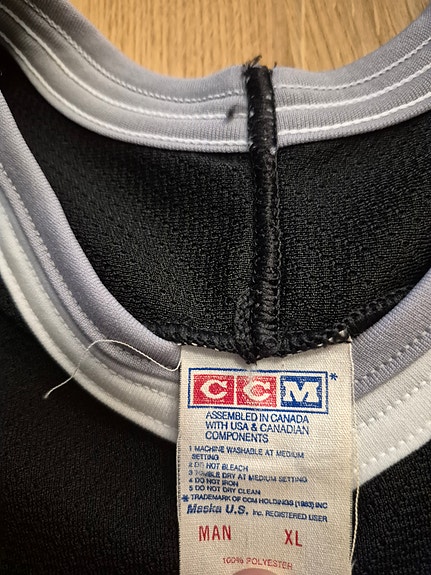 CCM*
ASSEMBLED IN CANADA
WITH USA & CANADIAN
COMPONENTS
1 MACHINE WASHABLE AT MEDIUM
SETTING
2 DO NOT BLEACH
3 TUMBLE DRY AT MEDIUM SETTING
4 DO NOT IRON
5 DO NOT DRY CLEAN
* TRADEMARK OF CCM HOLDINGS (1983) INC
Maska U.S. Inc. REGISTERED USER
MAN XL
100% POLYESTER